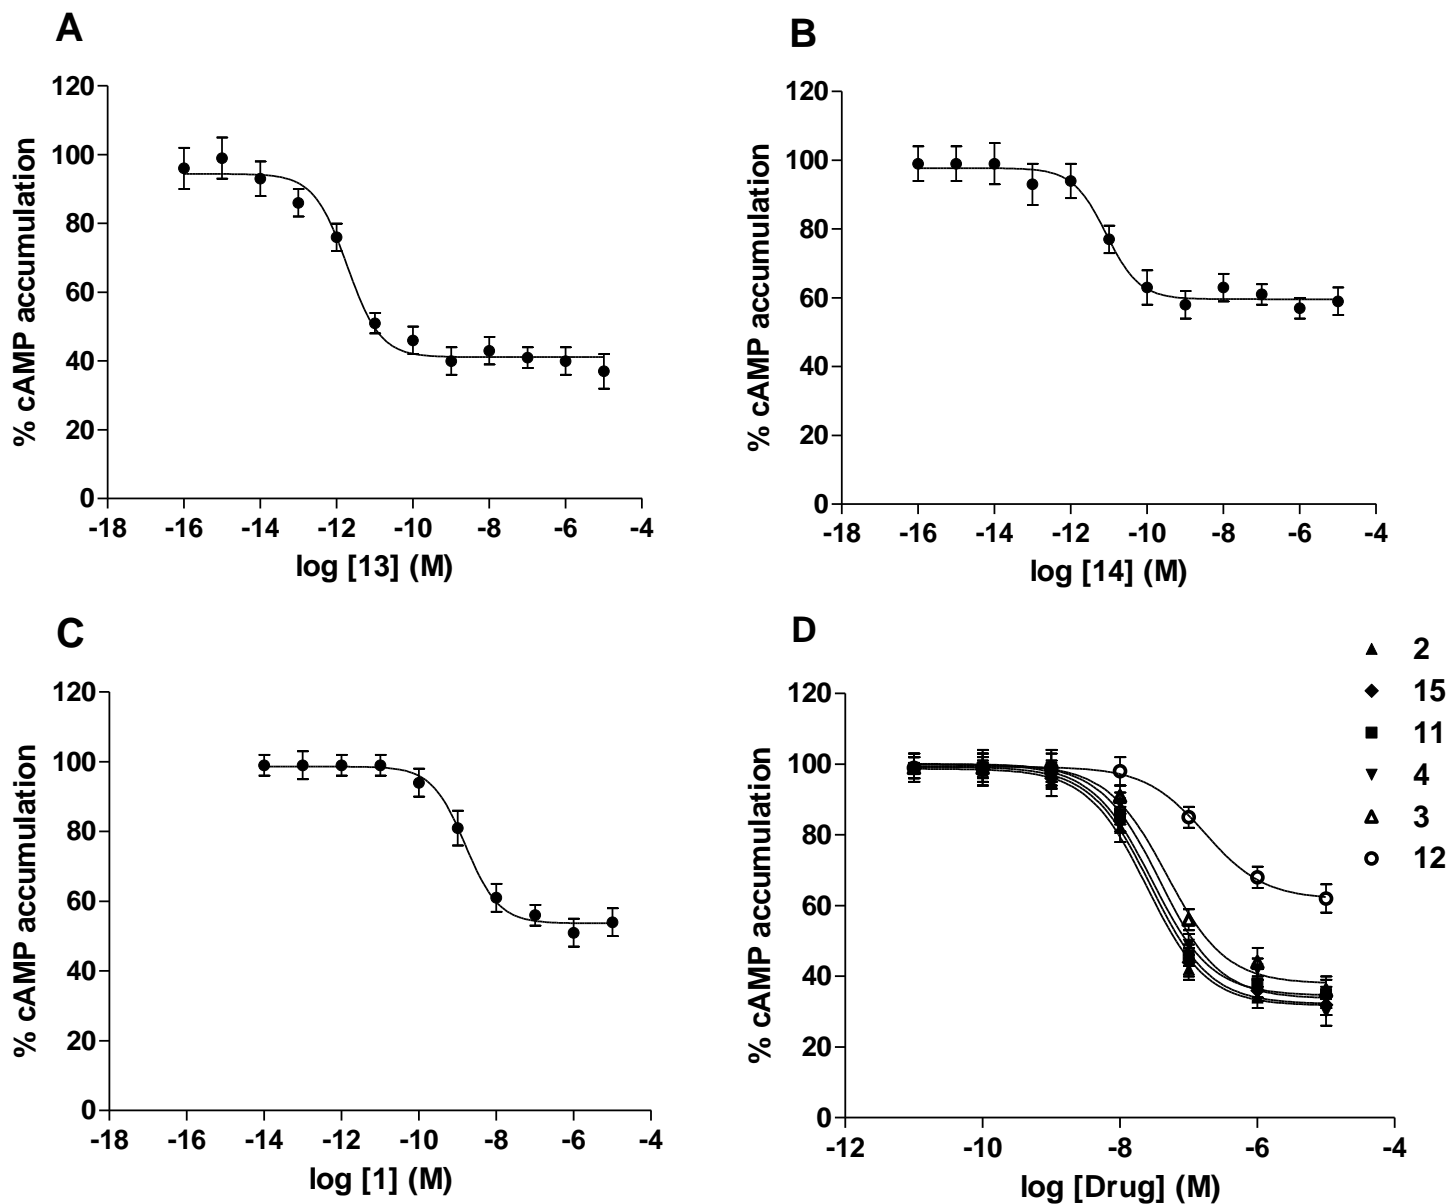 A
120
100
80
60
40
20
0
% cAMP accumulation
-18 -16 -14 -12 -10 -8 -6 -4
log [13] (M)
B
120
100
80
60
40
20
0
% cAMP accumulation
-18 -16 -14 -12 -10 -8 -6 -4
log [14] (M)
C
120
100
80
60
40
20
0
% cAMP accumulation
-18 -16 -14 -12 -10 -8 -6 -4
log [1] (M)
D
120
100
80
60
40
20
0
% cAMP accumulation
-12 -10 -8 -6 -4
log [Drug] (M)
2
15
11
4
3
12